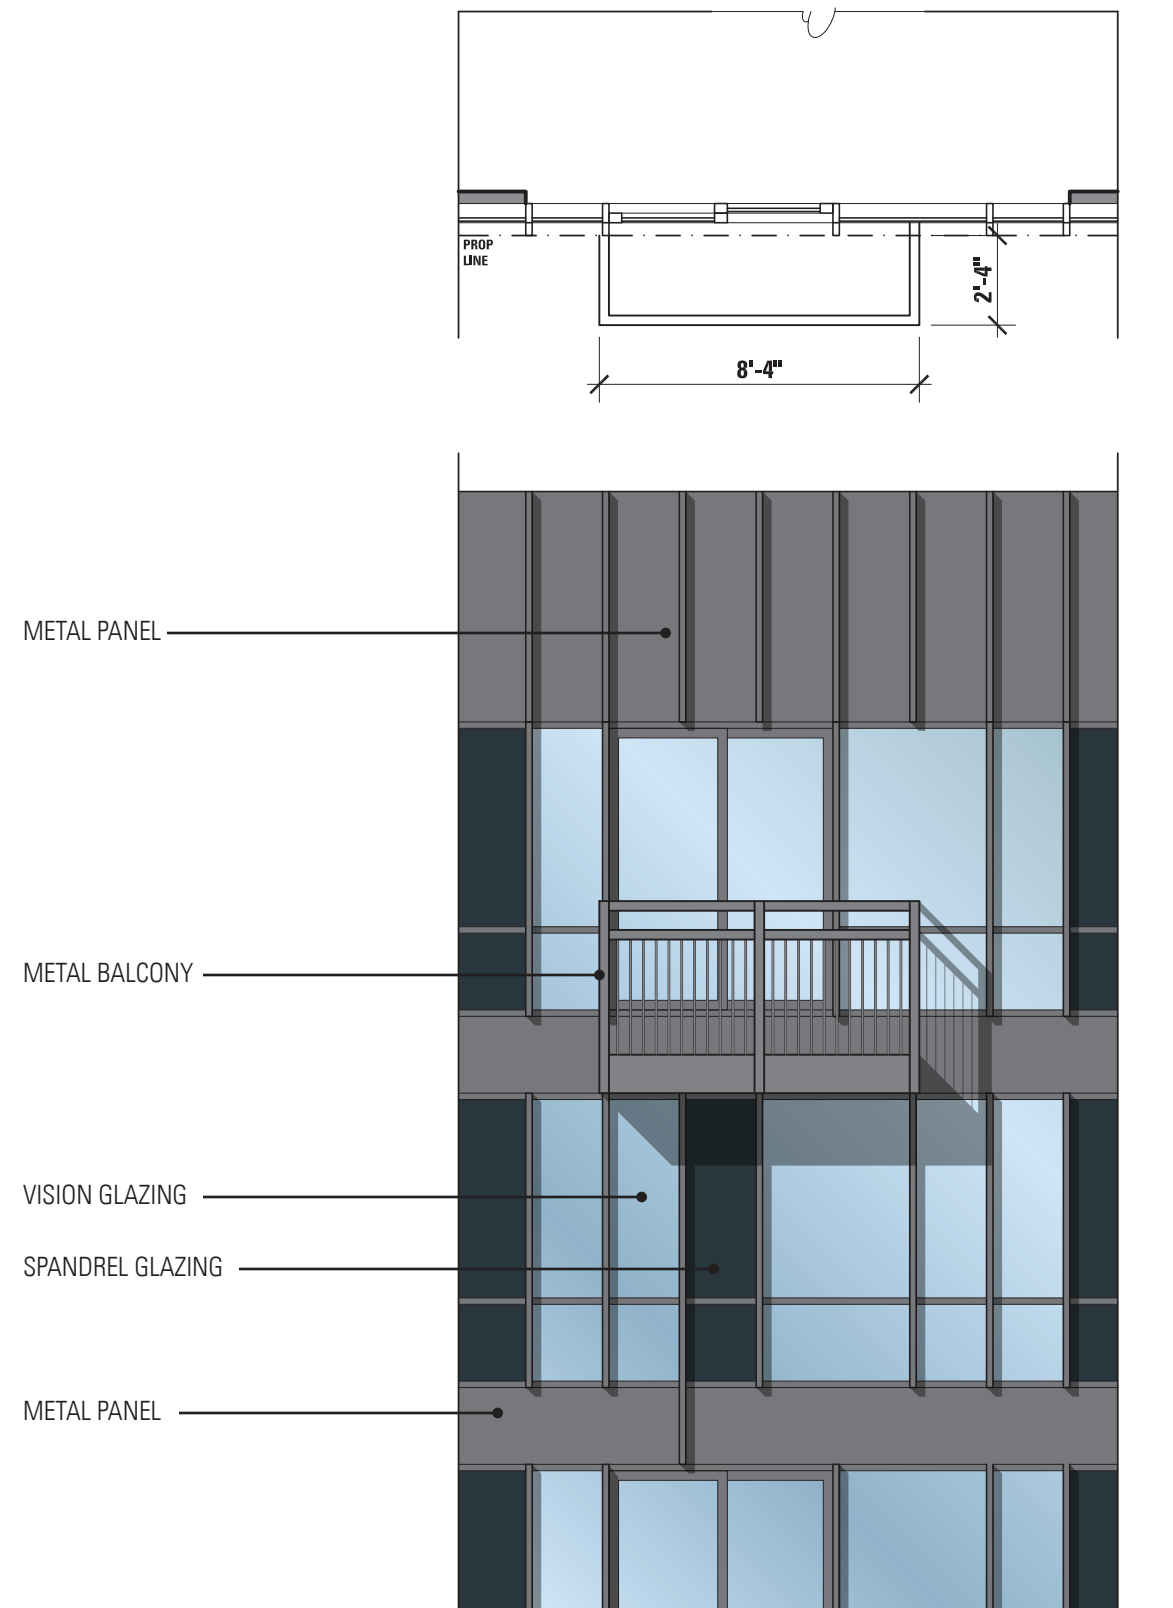 PROP
LINE
2'-4"
8'-4"
METAL PANEL
METAL BALCONY
VISION GLAZING
SPANDREL GLAZING
METAL PANEL